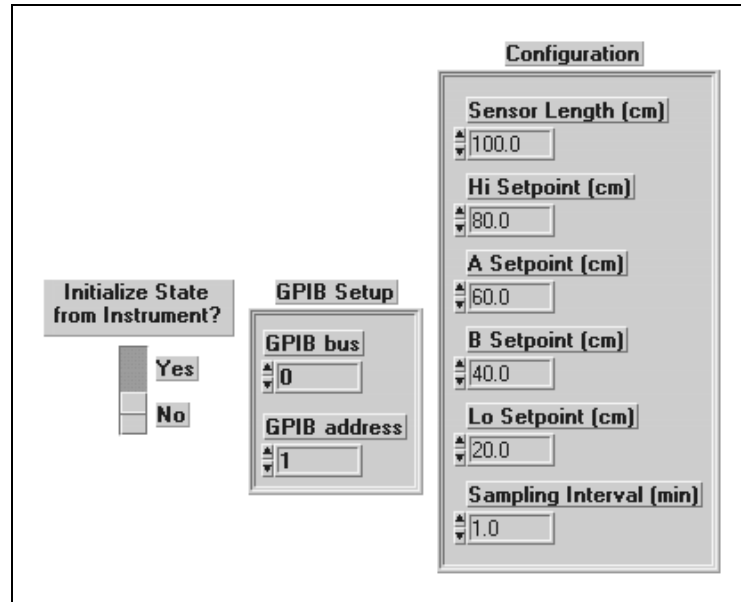 Configuration
Sensor Length (cm)
100.0
Hi Setpoint (cm)
80.0
A Setpoint (cm)
60.0
B Setpoint (cm)
40.0
Lo Setpoint (cm)
20.0
Sampling Interval (min)
1.0
Initialize State
from Instrument?
Yes
No
GPIB Setup
GPIB bus
0
GPIB address
1